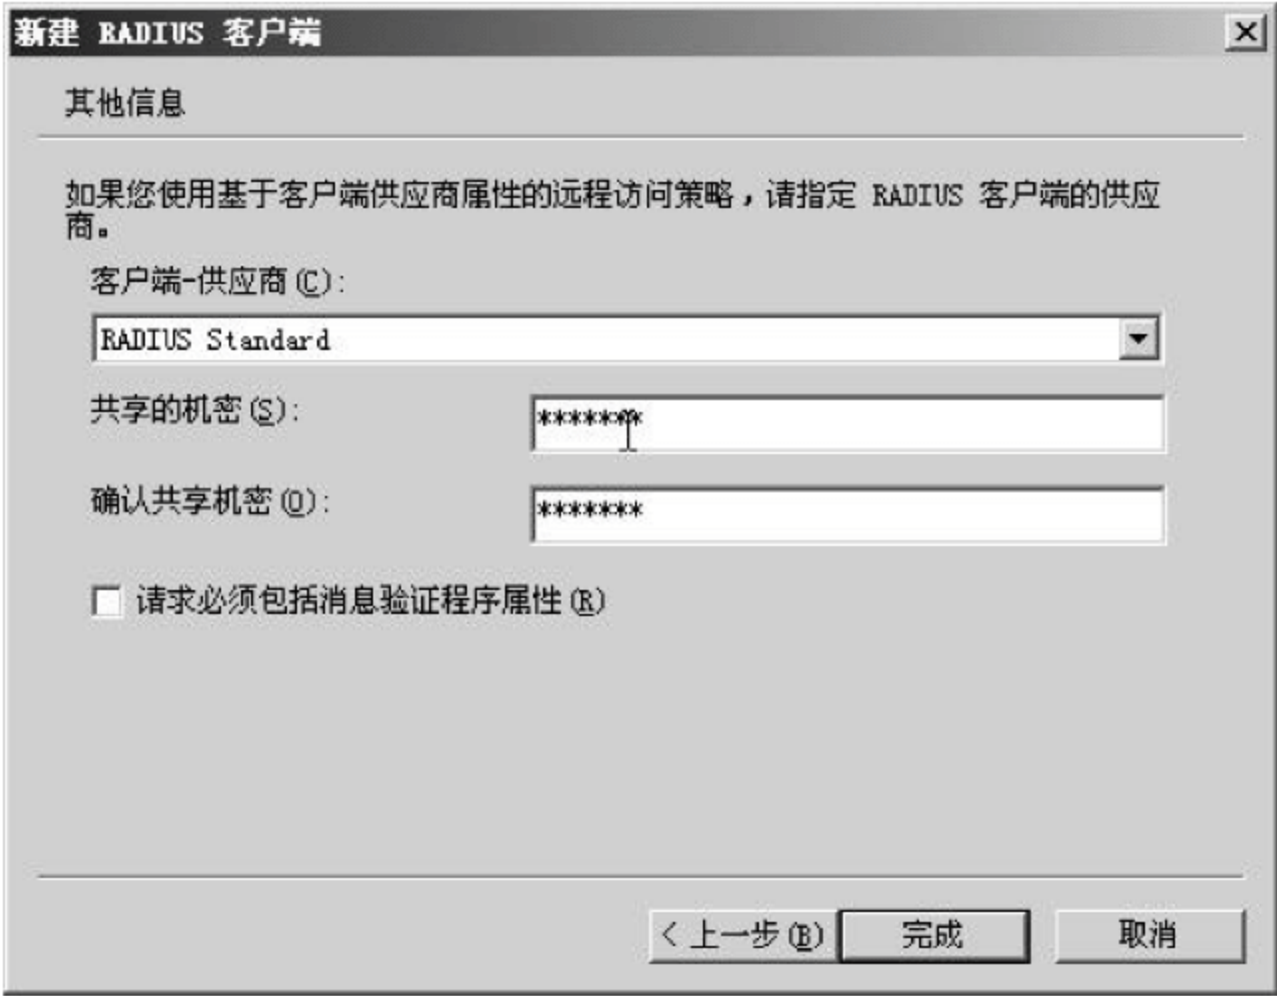 新建 RADIUS 客户端
其他信息
如果您使用基于客户端供应商属性的远程访问策略，请指定 RADIUS 客户端的供应
商。
客户端-供应商(C):
RADIUS Standard
共享的机密(S):
*******
确认共享机密(O):
*******
请求必须包括消息验证程序属性(R)
< 上一步(B)
完成
取消